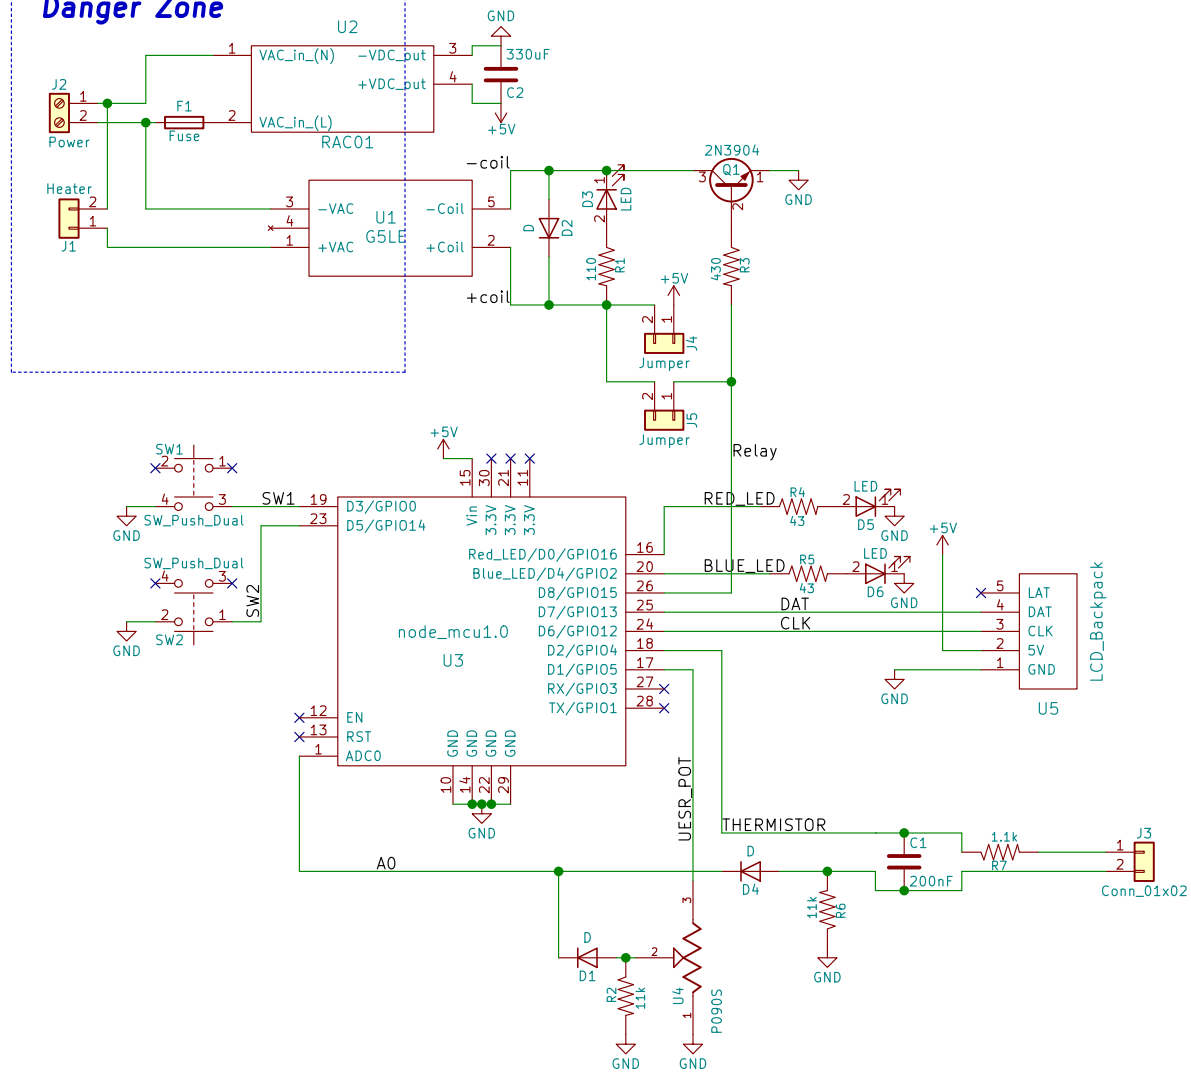 Danger Zone
U2
GND
1 VAC_in_(N) -VDC_out 3
330uF
+VDC_out 4
C2
J2
1
2
Power
F1
Fuse
2 VAC_in_(L)
RAC01
+5V
Heater
2
1
J1
3 -VAC
4
1 +VAC
U1
G5LE
-Coil 5
+Coil 2
-coil
+coil
D
D2
D3
1
2
LED
110
R1
2N3904
Q1
3
1
2
GND
430
R3
+5V
2
1
J4
Jumper
2
1
J5
Jumper
Relay
SW1
2
1
4
3
SW_Push_Dual
GND
SW1
SW_Push_Dual
4
3
2
1
SW2
GND
SW2
+5V
15
30
21
11
Vin
3.3V
3.3V
3.3V
19 D3/GPIO0
23 D5/GPIO14
Red_LED/D0/GPIO16 16
Blue_LED/D4/GPIO2 20
D8/GPIO15 26
D7/GPIO13 25
D6/GPIO12 24
D2/GPIO4 18
D1/GPIO5 17
RX/GPIO3 27
TX/GPIO1 28
node_mcu1.0
U3
12 EN
13 RST
1 ADC0
GND
GND
GND
GND
10
14
22
29
GND
RED_LED
R4
43
LED
2
1
D5
GND
BLUE_LED
R5
43
LED
2
1
D6
GND
DAT
CLK
+5V
5 LAT
4 DAT
3 CLK
2 5V
1 GND
GND
LCD_Backpack
U5
UESR_POT
THERMISTOR
A0
D
D4
C1
200nF
1.1k
R7
J3
1
2
Conn_01x02
11k
R6
GND
D
D1
2
3
1
U4
P090S
R2
11k
GND
GND